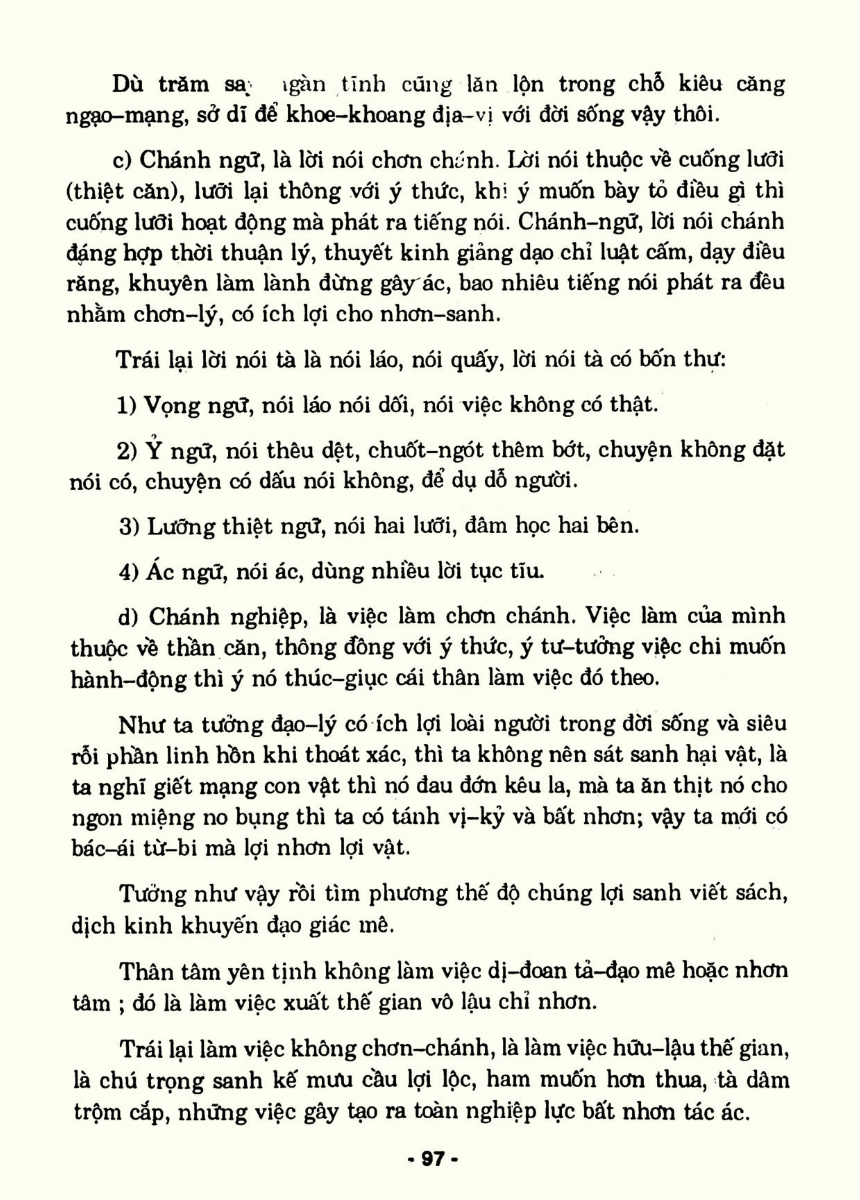 Dù trăm say ngàn tĩnh cũng lăn lộn trong chỗ kiêu căng
ngạo-mạng, sở dĩ để khoe-khoang địa-vị với đời sống vậy thôi.
c) Chánh ngữ, là lời nói chơn chánh. Lời nói thuộc về cuống lưỡi
(thiệt căn), lưỡi lại thông với ý thức, khi ý muốn bày tỏ điều gì thì
cuống lưỡi hoạt động mà phát ra tiếng nói. Chánh-ngữ, lời nói chánh
đáng hợp thời thuận lý, thuyết kinh giảng dạo chỉ luật cấm, dạy điều
răng, khuyên làm lành đừng gây ác, bao nhiêu tiếng nói phát ra đều
nhằm chơn-lý, có ích lợi cho nhơn-sanh.
Trái lại lời nói tà là nói láo, nói quấy, lời nói tà có bốn thư:
1) Vọng ngữ, nói láo nói dối, nói việc không có thật.
2) Ỷ ngữ, nói thêu dệt, chuốt-ngót thêm bớt, chuyện không đặt
nói có, chuyện có dấu nói không, để dụ dỗ người.
3) Lưỡng thiệt ngữ, nói hai lưỡi, đâm học hai bên.
4) Ác ngữ, nói ác, dùng nhiều lời tục tĩu.
d) Chánh nghiệp, là việc làm chơn chánh. Việc làm của mình
thuộc về thần căn, thông đồng với ý thức, ý tư-tưởng việc chi muốn
hành-động thì ý nó thúc-giục cái thân làm việc đó theo.
Như ta tưởng đạo-lý có ích lợi loài người trong đời sống và siêu
rỗi phần linh hồn khi thoát xác, thì ta không nên sát sanh hại vật, là
ta nghĩ giết mạng con vật thì nó đau đớn kêu la, mà ta ăn thịt nó cho
ngon miệng no bụng thì ta có tánh vị-kỷ và bất nhơn; vậy ta mới có
bác-ái từ-bi mà lợi nhơn lợi vật.
Tưởng như vậy rồi tìm phương thế độ chúng lợi sanh viết sách,
dịch kinh khuyến đạo giác mê.
Thân tâm yên tịnh không làm việc dị-đoan tả-đạo mê hoặc nhơn
tâm ; đó là làm việc xuất thế gian vô lậu chỉ nhơn.
Trái lại làm việc không chơn-chánh, là làm việc hữu-lậu thế gian,
là chú trọng sanh kế mưu cầu lợi lộc, ham muốn hơn thua, tà dâm
trộm cắp, những việc gây tạo ra toàn nghiệp lực bất nhơn tác ác.
- 97 -